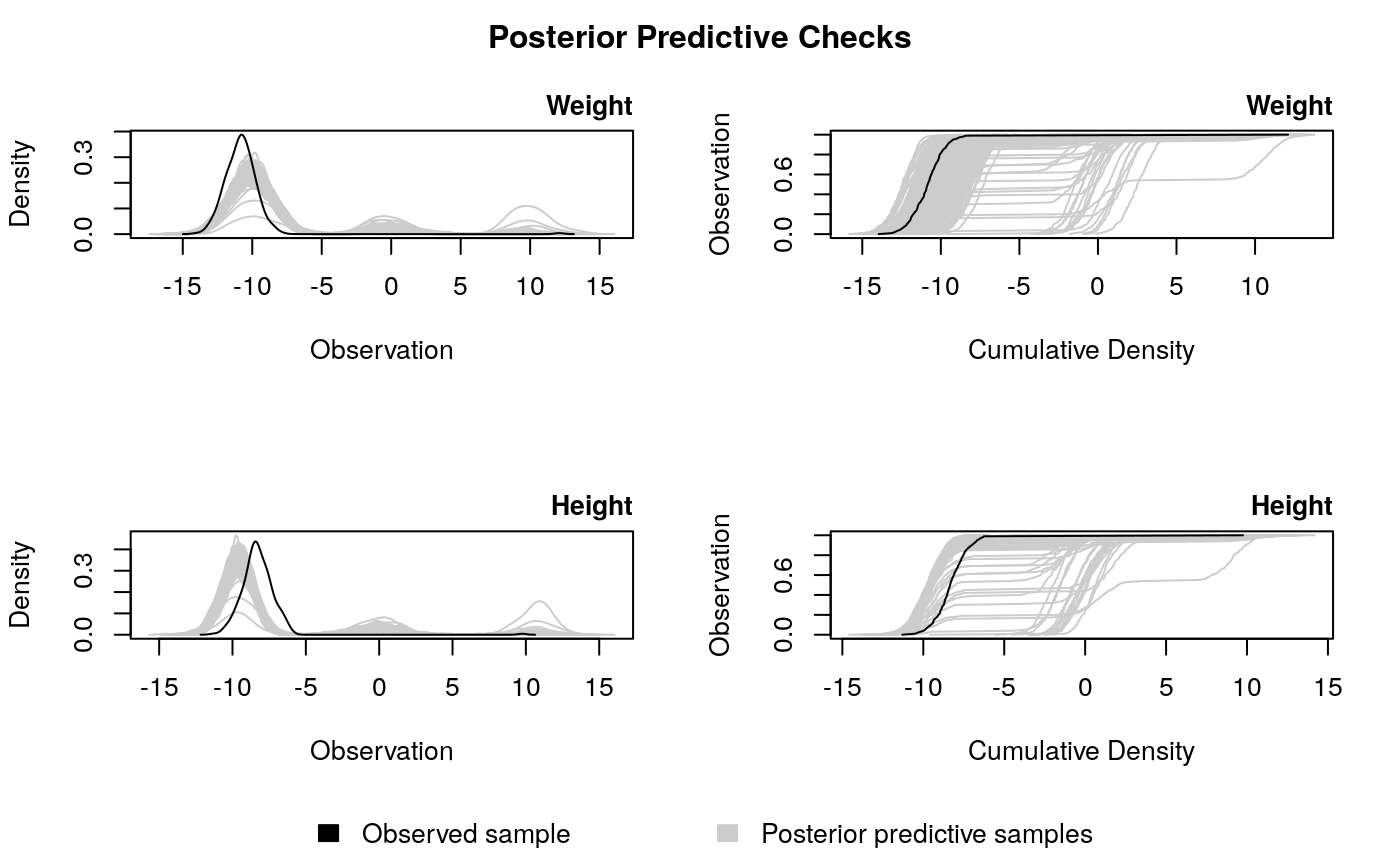 Posterior Predictive Checks
Weight
Density
0.0 0.3
-15 -10 -5 0 5 10 15
Observation
Weight
Observation
0.0 0.6
-15 -10 -5 0 5 10
Cumulative Density
Height
Density
0.0 0.3
-15 -10 -5 0 5 10 15
Observation
Height
Observation
0.0 0.6
-15 -10 -5 0 5 10 15
Cumulative Density
Observed sample
Posterior predictive samples